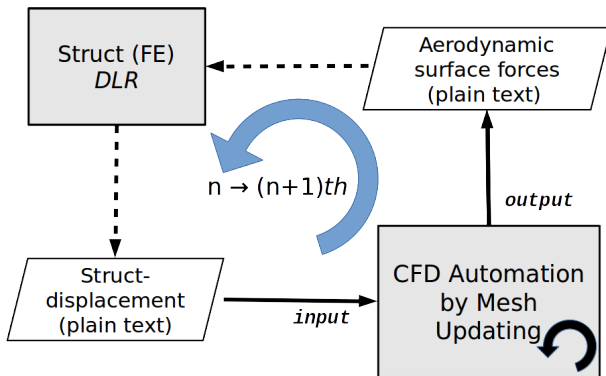 Struct (FE)
DLR
Aerodynamic
surface forces
(plain text)
n → (n+1)th
output
Struct-
displacement
(plain text)
input
CFD Automation
by Mesh
Updating